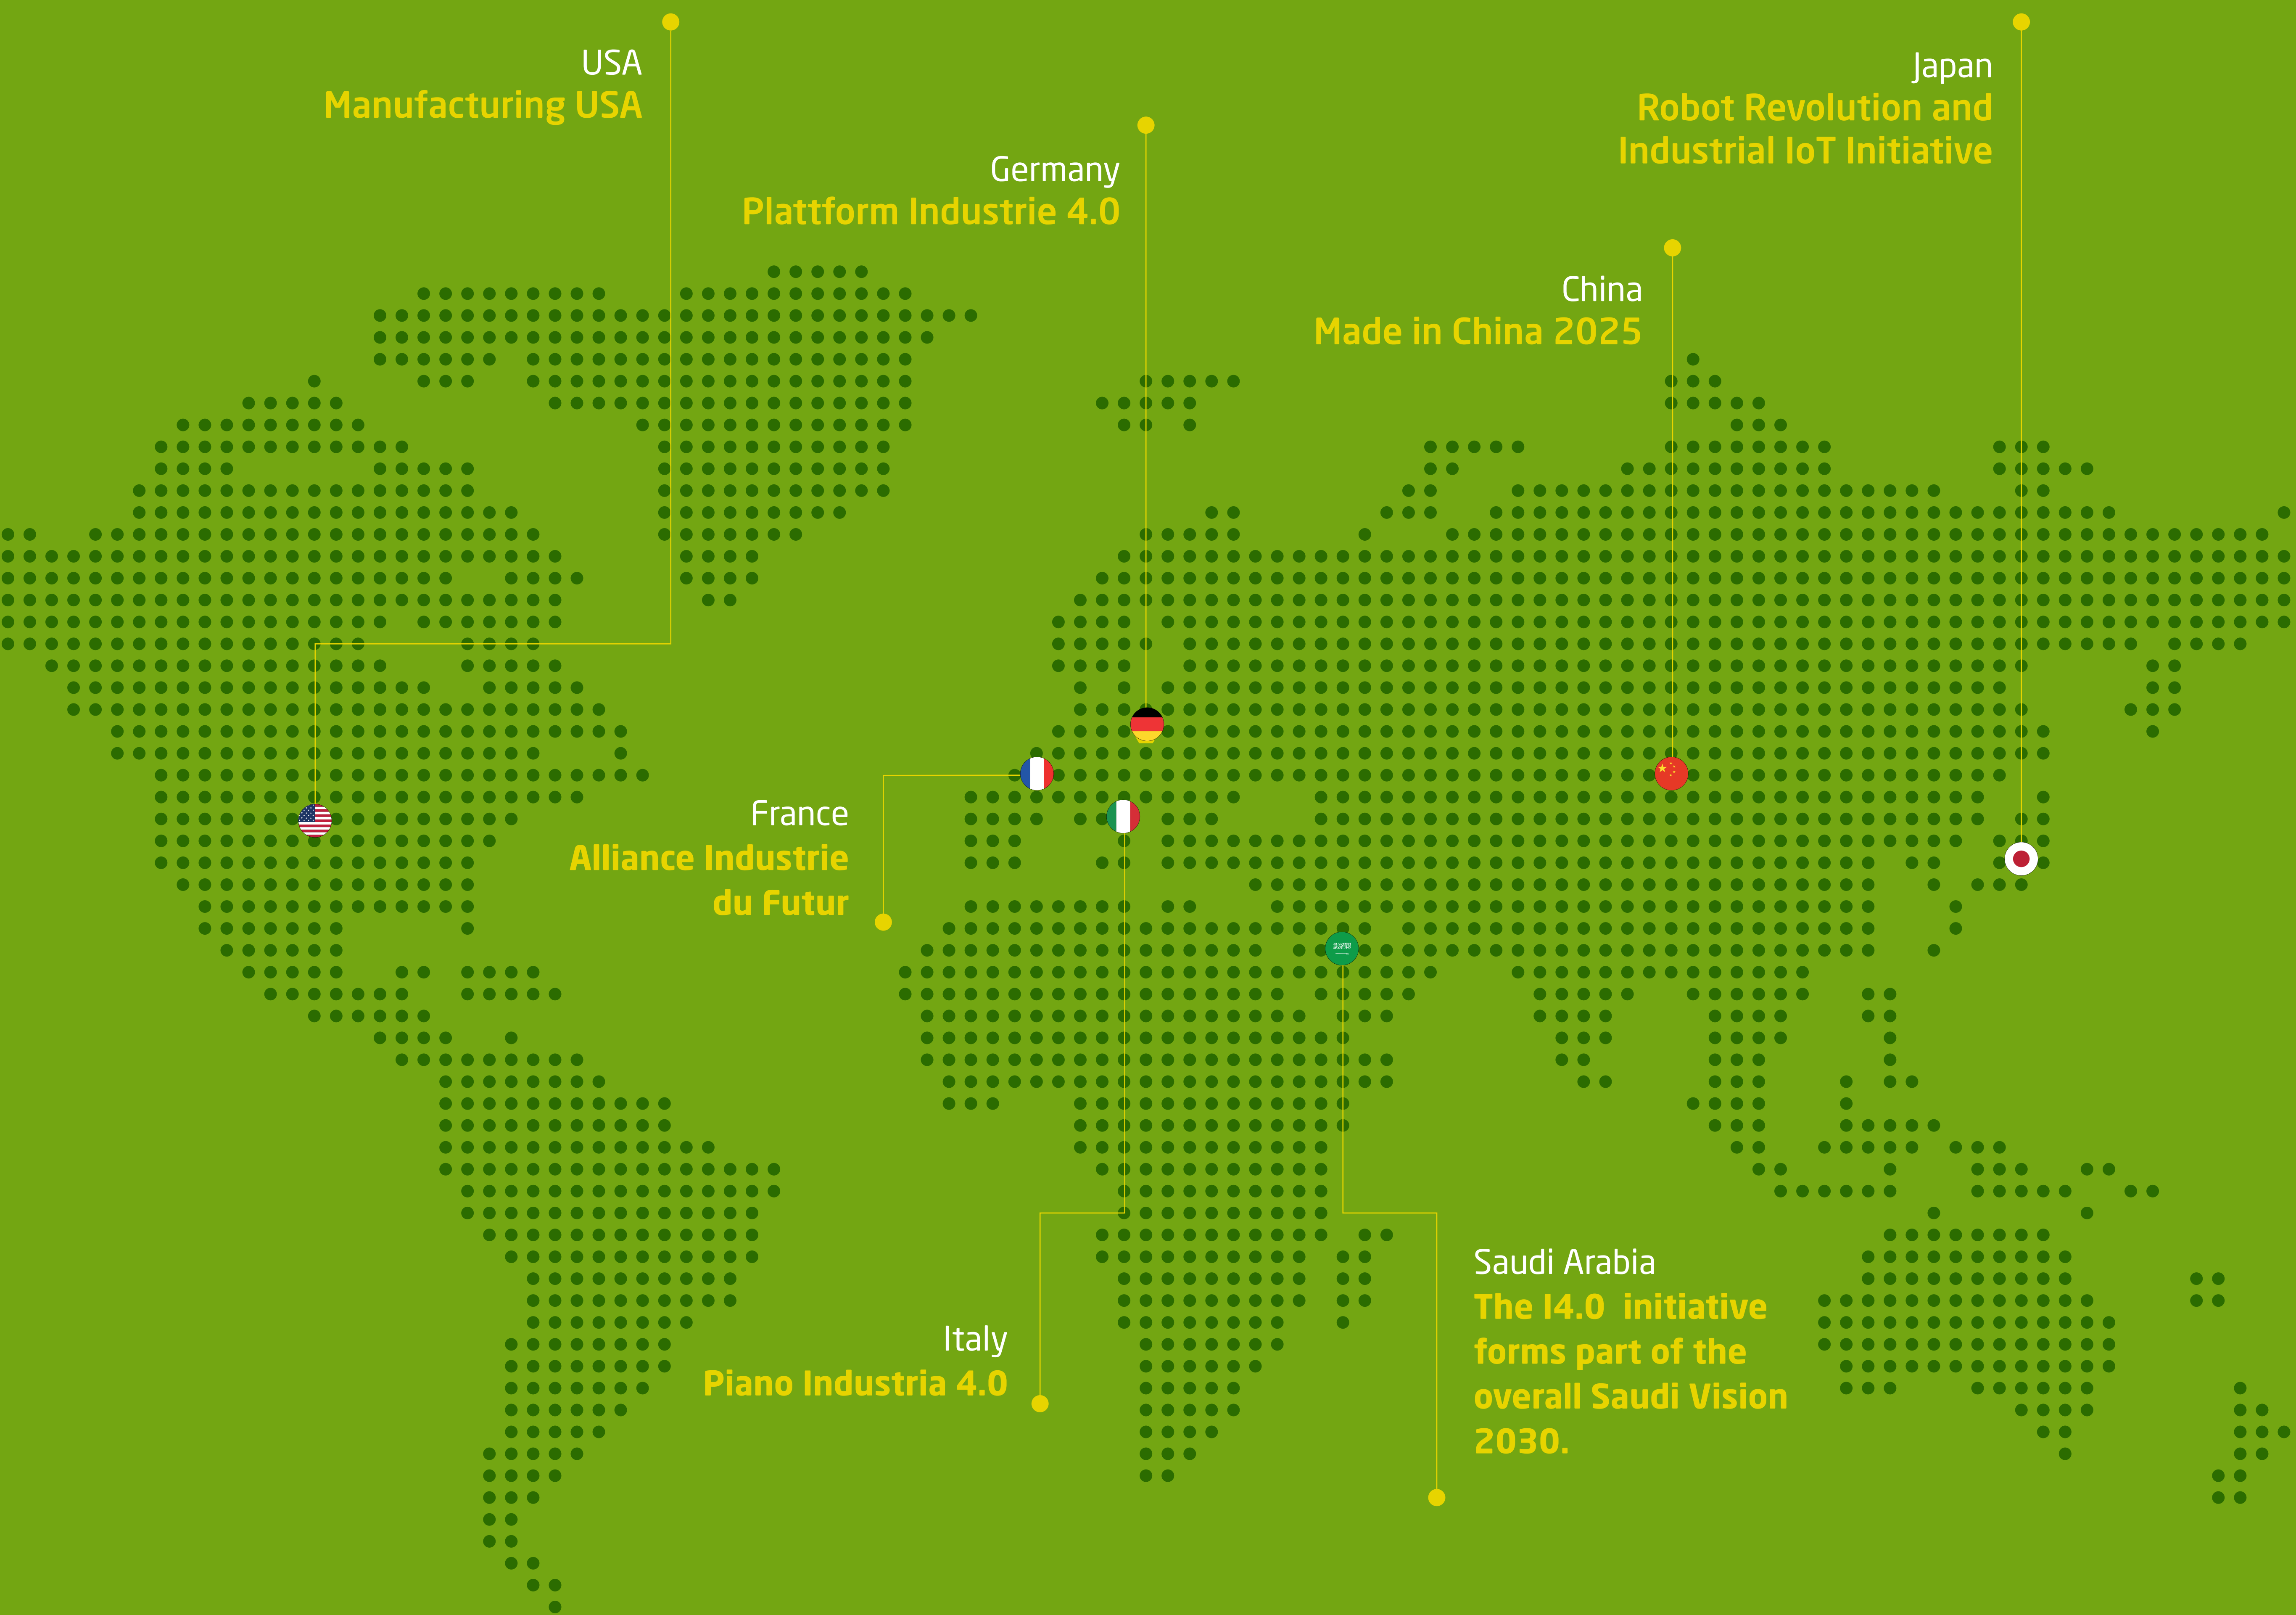 USA
Manufacturing USA
Japan
Robot Revolution and
Industrial IoT Initiative
Germany
Plattform Industrie 4.0
China
Made in China 2025
France
Alliance Industrie
du Futur
Saudi Arabia
The I4.0  initiative
forms part of the
overall Saudi Vision
2030.
Italy
Piano Industria 4.0